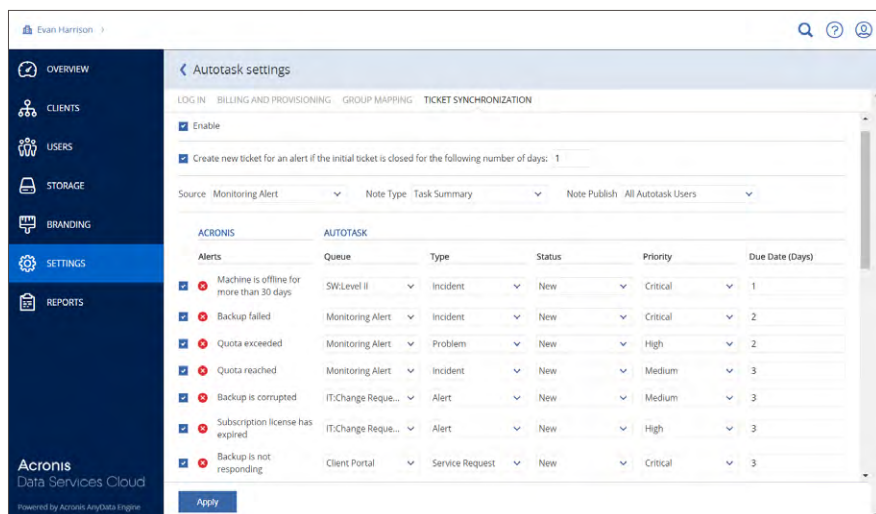 Evan Harrison
OVERVIEW
CLIENTS
USERS
STORAGE
BRANDING
SETTINGS
REPORTS
Acronis
Data Services Cloud
Powered by Acronis AnyData Engine
Autotask settings
LOG IN BILLING AND PROVISIONING GROUP MAPPING TICKET SYNCHRONIZATION
Enable
Create new ticket for an alert if the initial ticket is closed for the following number of days: 1
Source Monitoring Alert Note Type Task Summary Note Publish All Autotask Users
ACRONIS AUTOTASK
Alerts Queue Type Status Priority Due Date (Days)
Machine is offline for
more than 30 days SW:Level II Incident New Critical 1
Backup failed Monitoring Alert Incident New Critical 2
Quota exceeded Monitoring Alert Problem New High 2
Quota reached Monitoring Alert Incident New Medium 3
Backup is corrupted IT:Change Reque... Alert New Medium 3
Subscription license has
expired IT:Change Reque... Alert New High 3
Backup is not
responding Client Portal Service Request New Critical 3
Apply